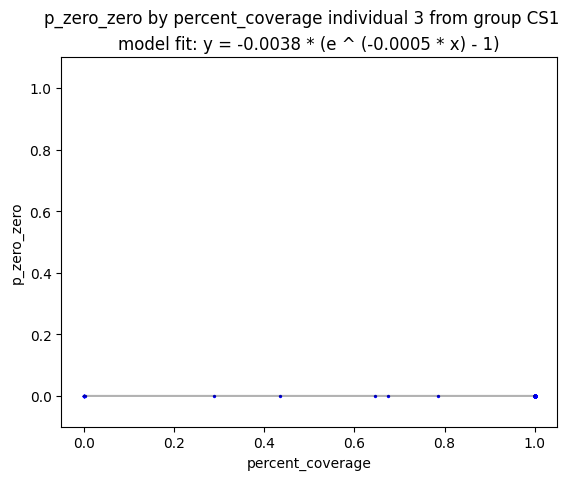 p_zero_zero by percent_coverage individual 3 from group CS1
model fit: y = -0.0038 * (e ^ (-0.0005 * x) - 1)
1.0
0.8
0.6
0.4
0.2
0.0
p_zero_zero
0.0 0.2 0.4 0.6 0.8 1.0
percent_coverage